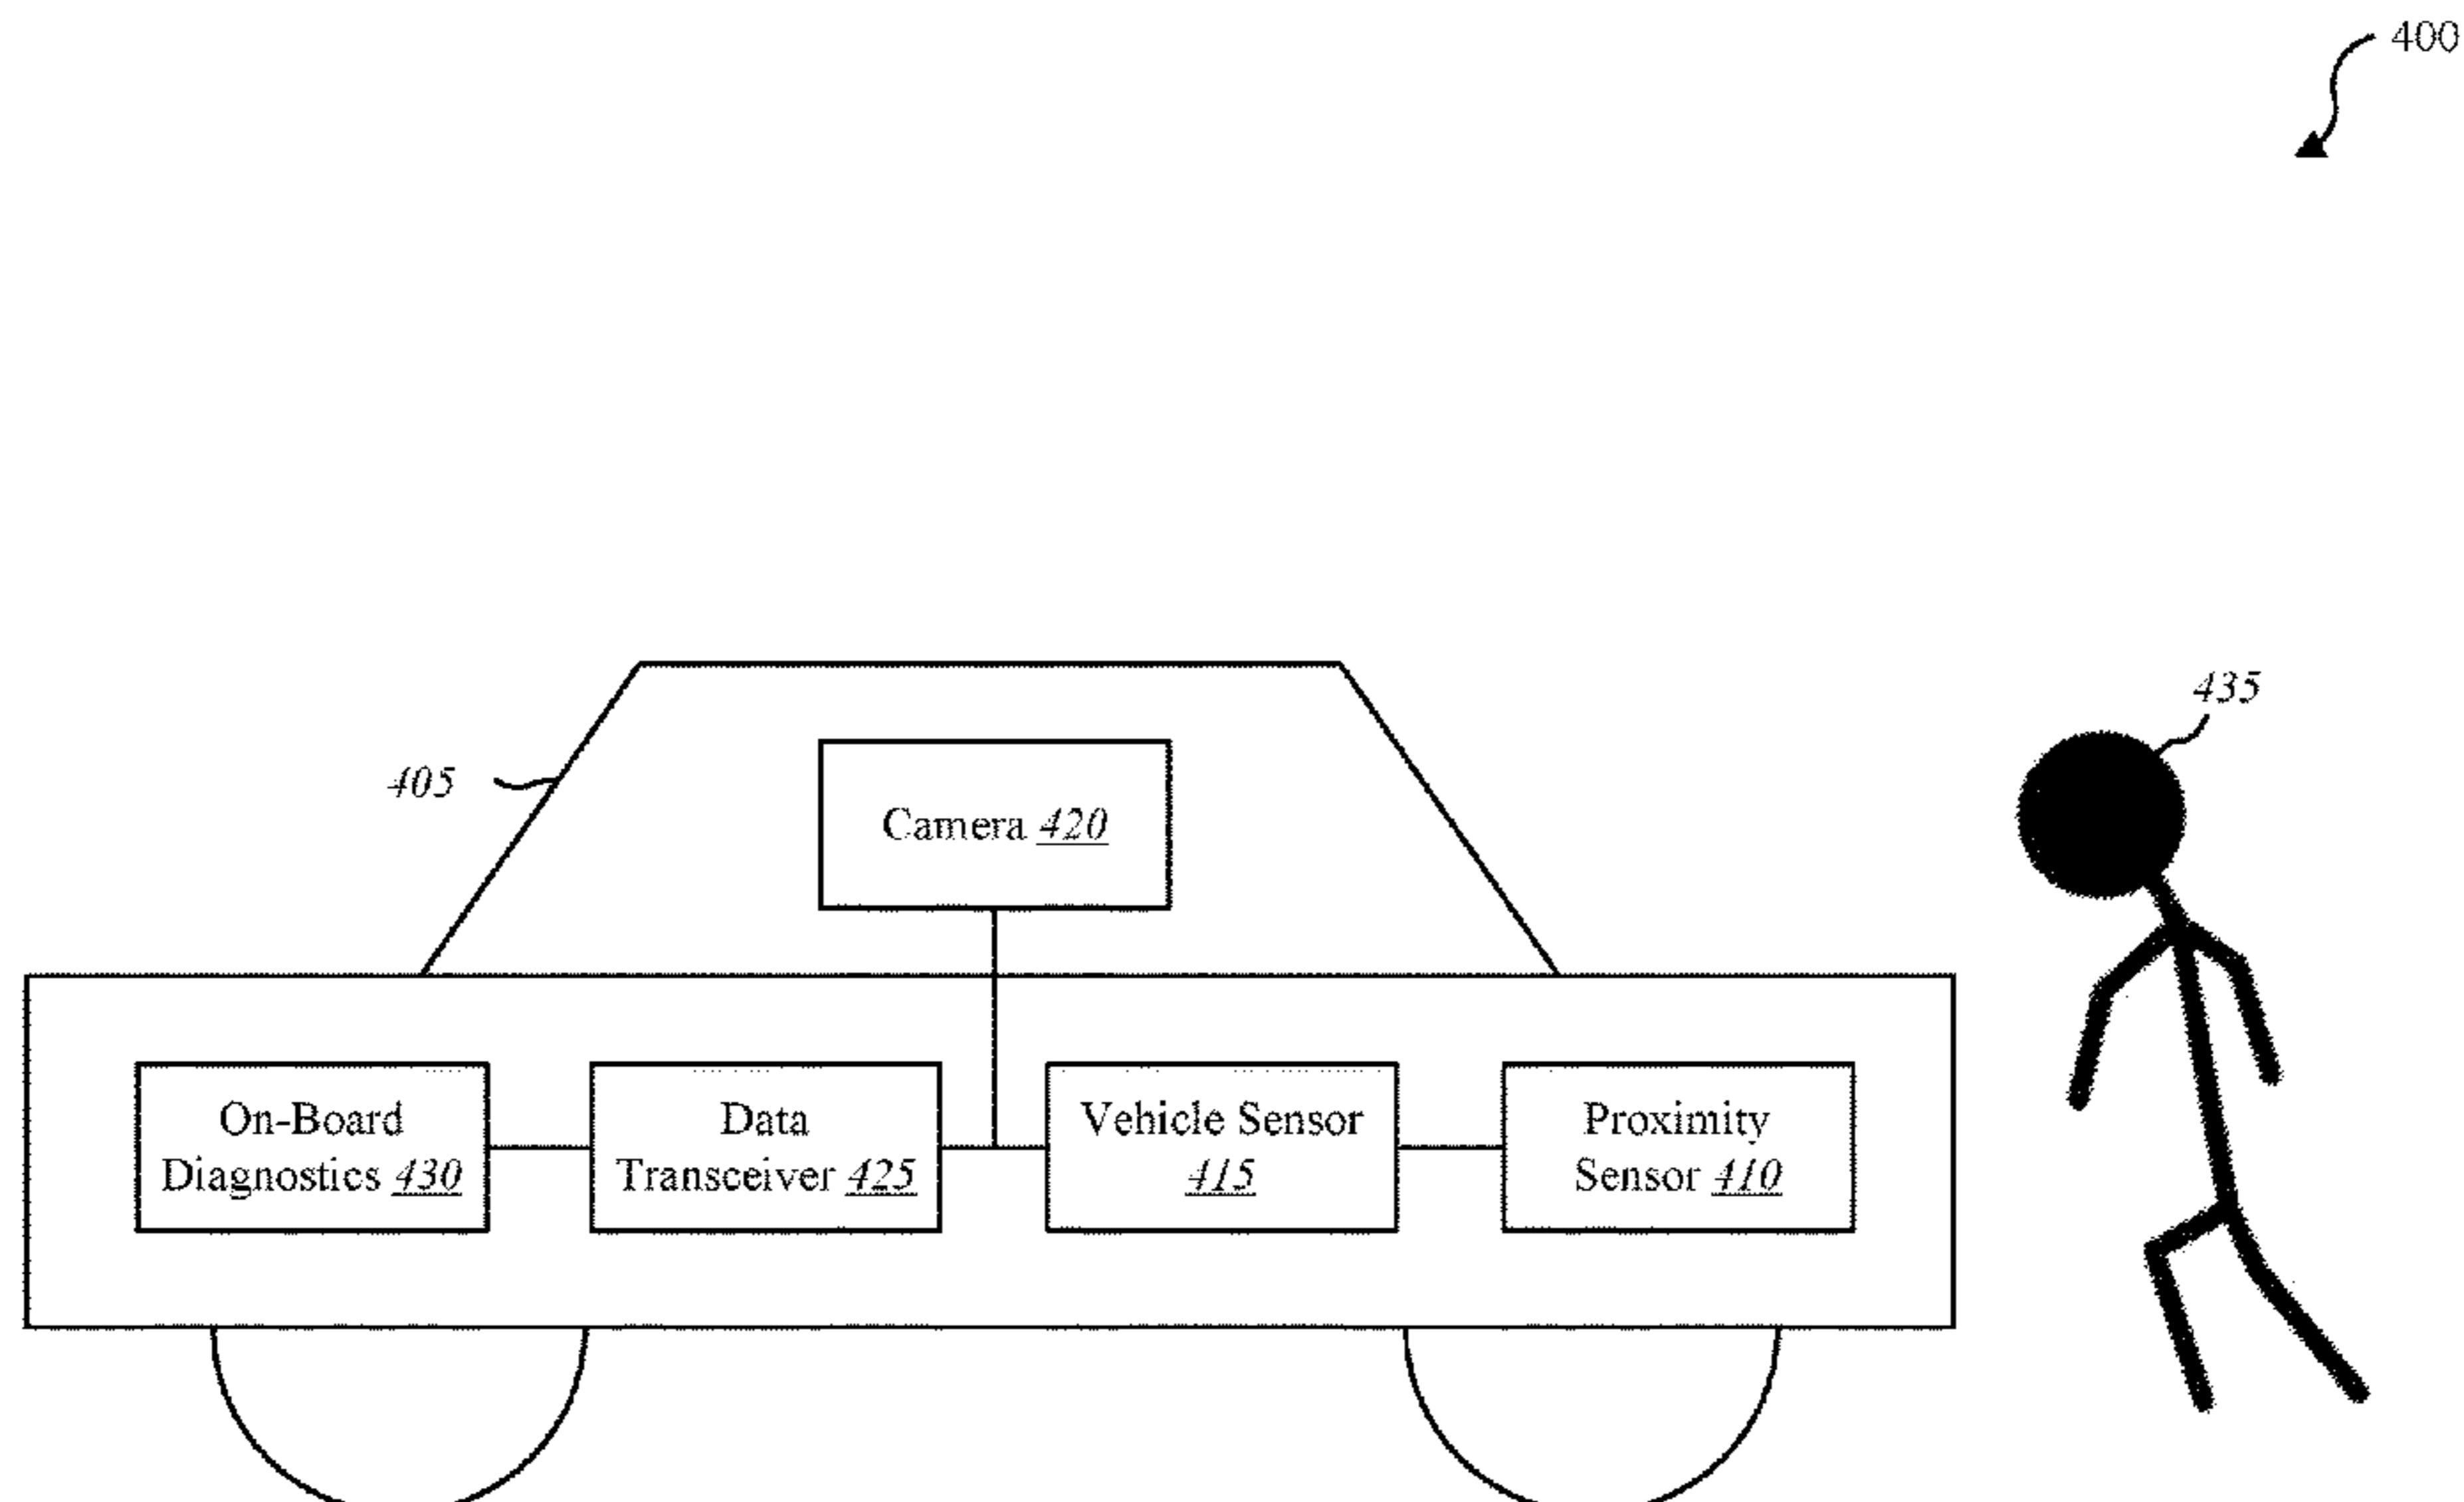 400
435
405
Camera 420
On-Board
Diagnostics 430
Data
Transceiver 425
Vehicle Sensor
415
Proximity
Sensor 410